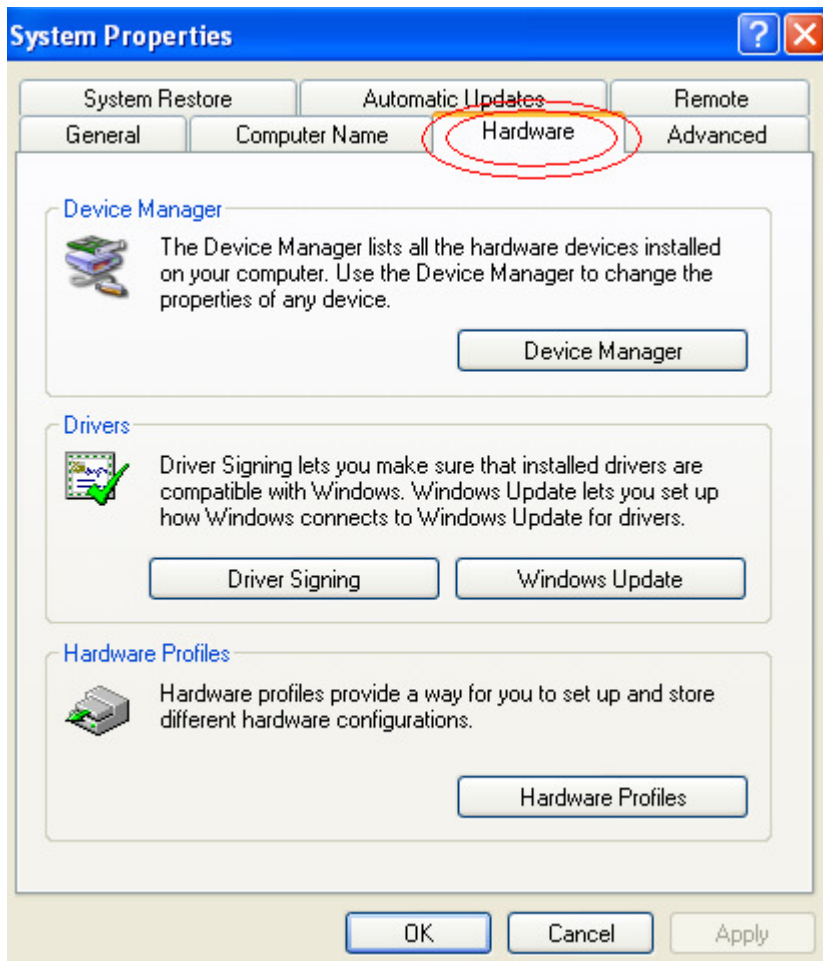 System Properties
System Restore Automatic Updates Remote
General Computer Name Hardware Advanced
Device Manager
The Device Manager lists all the hardware devices installed
on your computer. Use the Device Manager to change the
properties of any device.
Device Manager
Drivers
Driver Signing lets you make sure that installed drivers are
compatible with Windows. Windows Update lets you set up
how Windows connects to Windows Update for drivers.
Driver Signing Windows Update
Hardware Profiles
Hardware profiles provide a way for you to set up and store
different hardware configurations.
Hardware Profiles
OK Cancel Apply